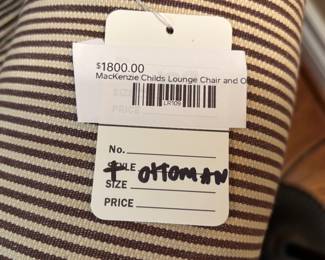 $1800.00
MacKenzie Childs Lounge Chair and O
LR109
No.
STYLE
+ OTTOMAN
SIZE
PRICE